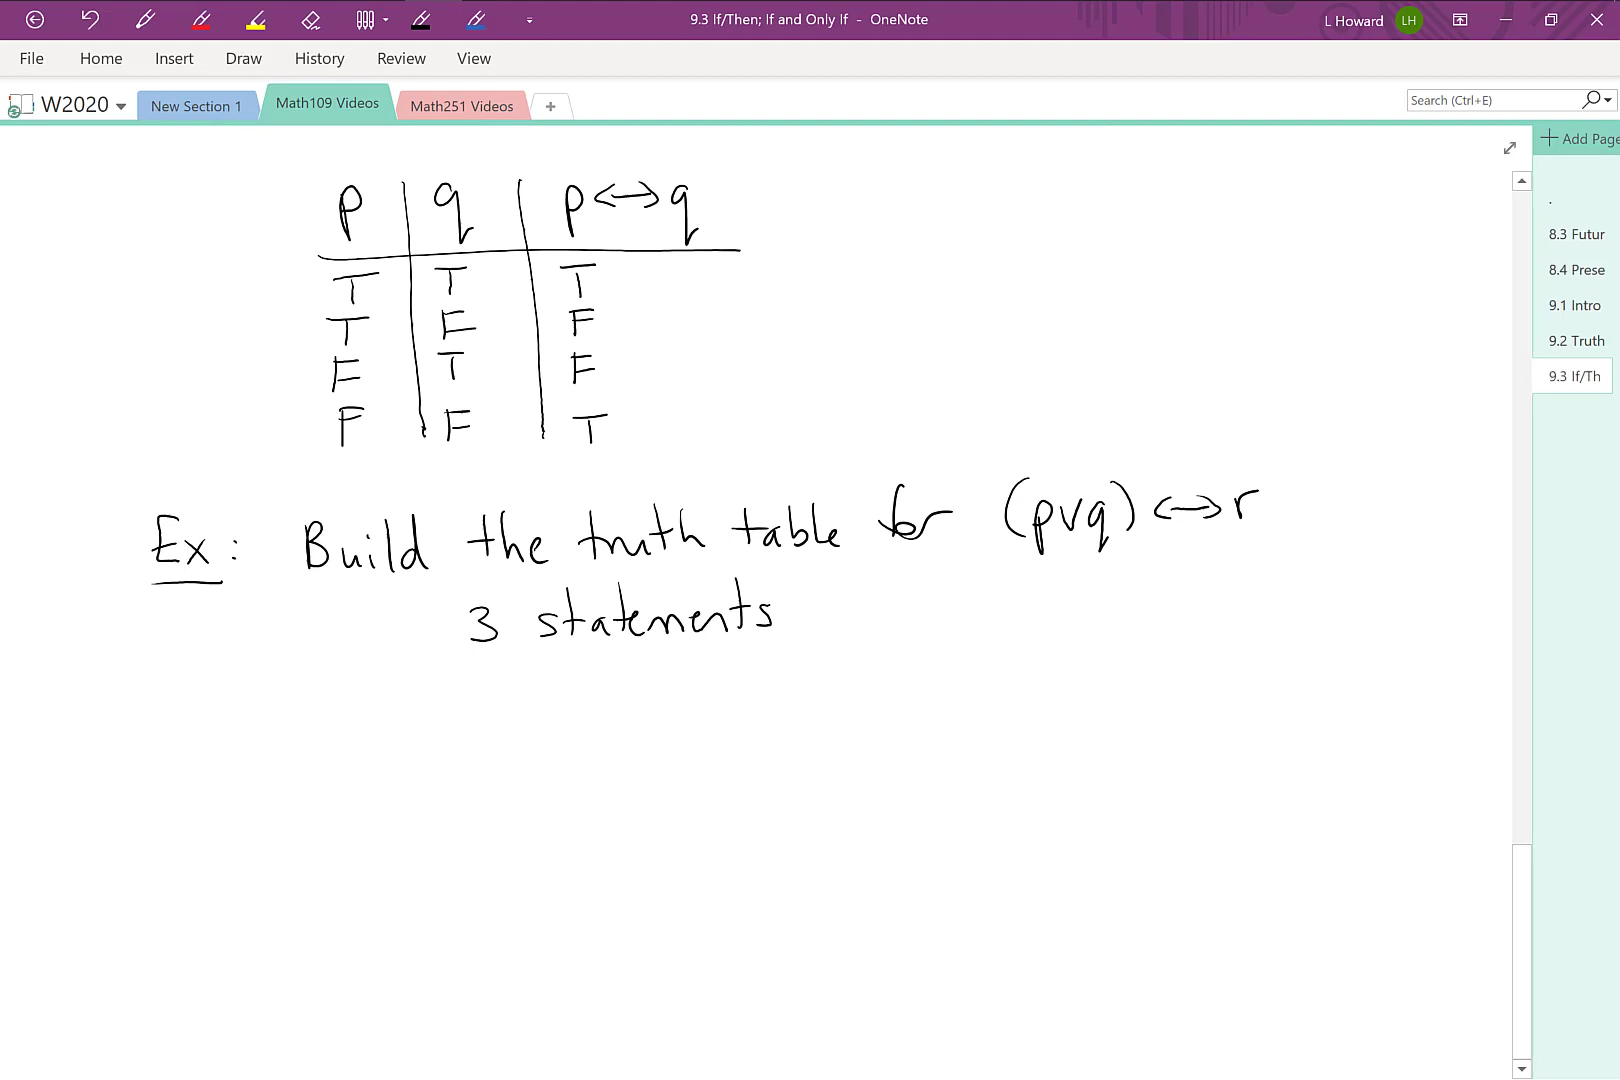 9.3 If/Then; If and Only If - OneNote
L Howard LH
File Home Insert Draw History Review View
W2020 New Section 1 Math109 Videos Math251 Videos Search (Ctrl+E)
Add Page
8.3 Futur
8.4 Prese
9.1 Intro
9.2 Truth
9.3 If/Th
p q p↔q
T T T
T F F
F T F
F F T
Ex: Build the truth table for (p∨q)↔r
3 statements